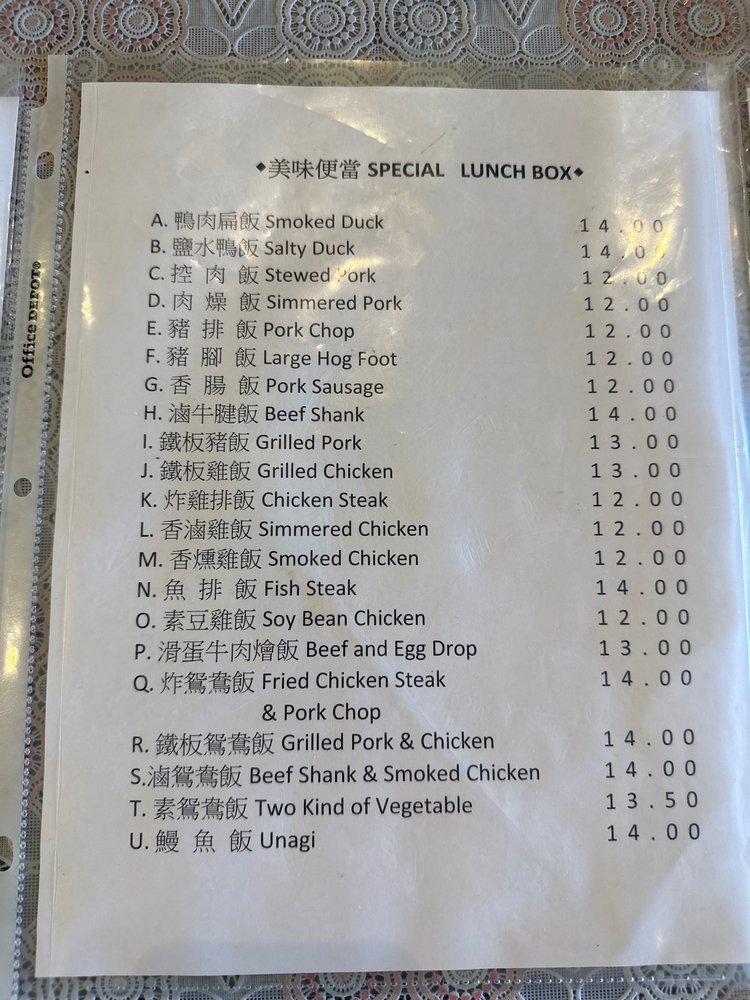 ◆美味便當 SPECIAL LUNCH BOX◆
A. 鴨肉扁飯 Smoked Duck 14.00
B. 鹽水鴨飯 Salty Duck 14.00
C. 控肉飯 Stewed Pork 12.00
D. 肉燥飯 Simmered Pork 12.00
E. 豬排飯 Pork Chop 12.00
F. 豬腳飯 Large Hog Foot 12.00
G. 香腸飯 Pork Sausage 12.00
H. 滷牛腱飯 Beef Shank 14.00
I. 鐵板豬飯 Grilled Pork 13.00
J. 鐵板雞飯 Grilled Chicken 13.00
K. 炸雞排飯 Chicken Steak 12.00
L. 香滷雞飯 Simmered Chicken 12.00
M. 香燻雞飯 Smoked Chicken 12.00
N. 魚排飯 Fish Steak 14.00
O. 素豆雞飯 Soy Bean Chicken 12.00
P. 滑蛋牛肉燴飯 Beef and Egg Drop 13.00
Q. 炸鴛鴦飯 Fried Chicken Steak 14.00
& Pork Chop
R. 鐵板鴛鴦飯 Grilled Pork & Chicken 14.00
S.滷鴛鴦飯 Beef Shank & Smoked Chicken 14.00
T. 素鴛鴦飯 Two Kind of Vegetable 13.50
U. 鰻魚飯 Unagi 14.00
Office DEPOT®